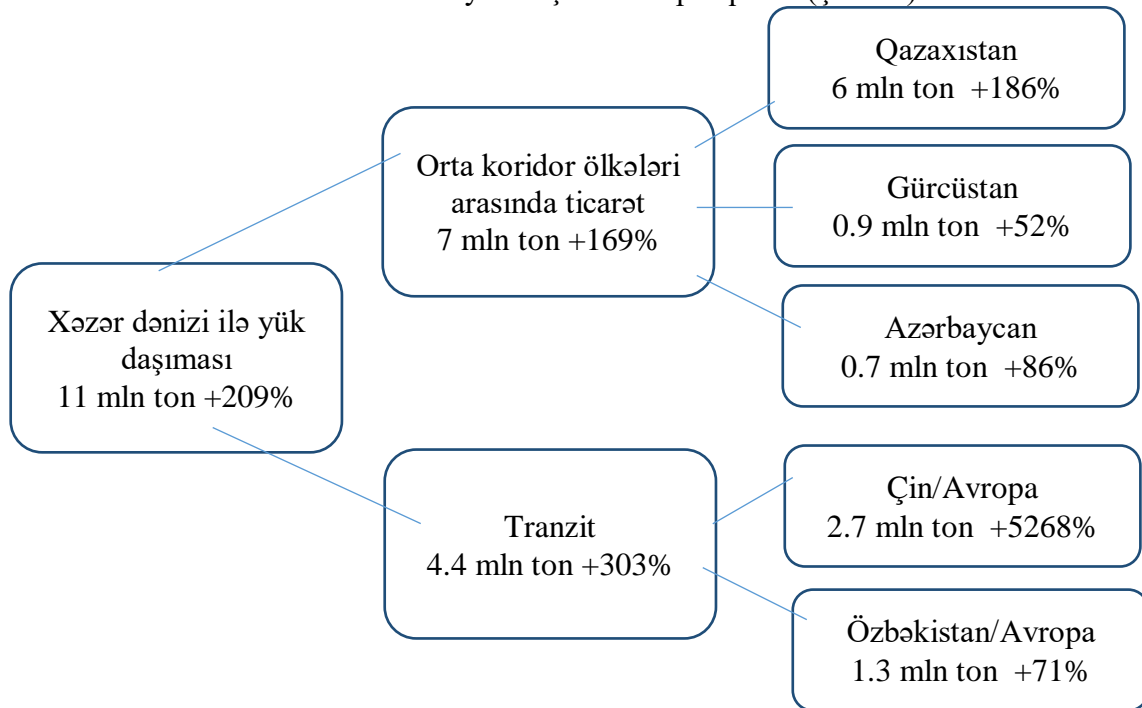 Xəzər dənizi ilə yük
daşıması
11 mln ton +209%
Orta koridor ölkələri
arasında ticarət
7 mln ton +169%
Qazaxıstan
6 mln ton +186%
Gürcüstan
0.9 mln ton +52%
Azərbaycan
0.7 mln ton +86%
Tranzit
4.4 mln ton +303%
Çin/Avropa
2.7 mln ton +5268%
Özbəkistan/Avropa
1.3 mln ton +71%